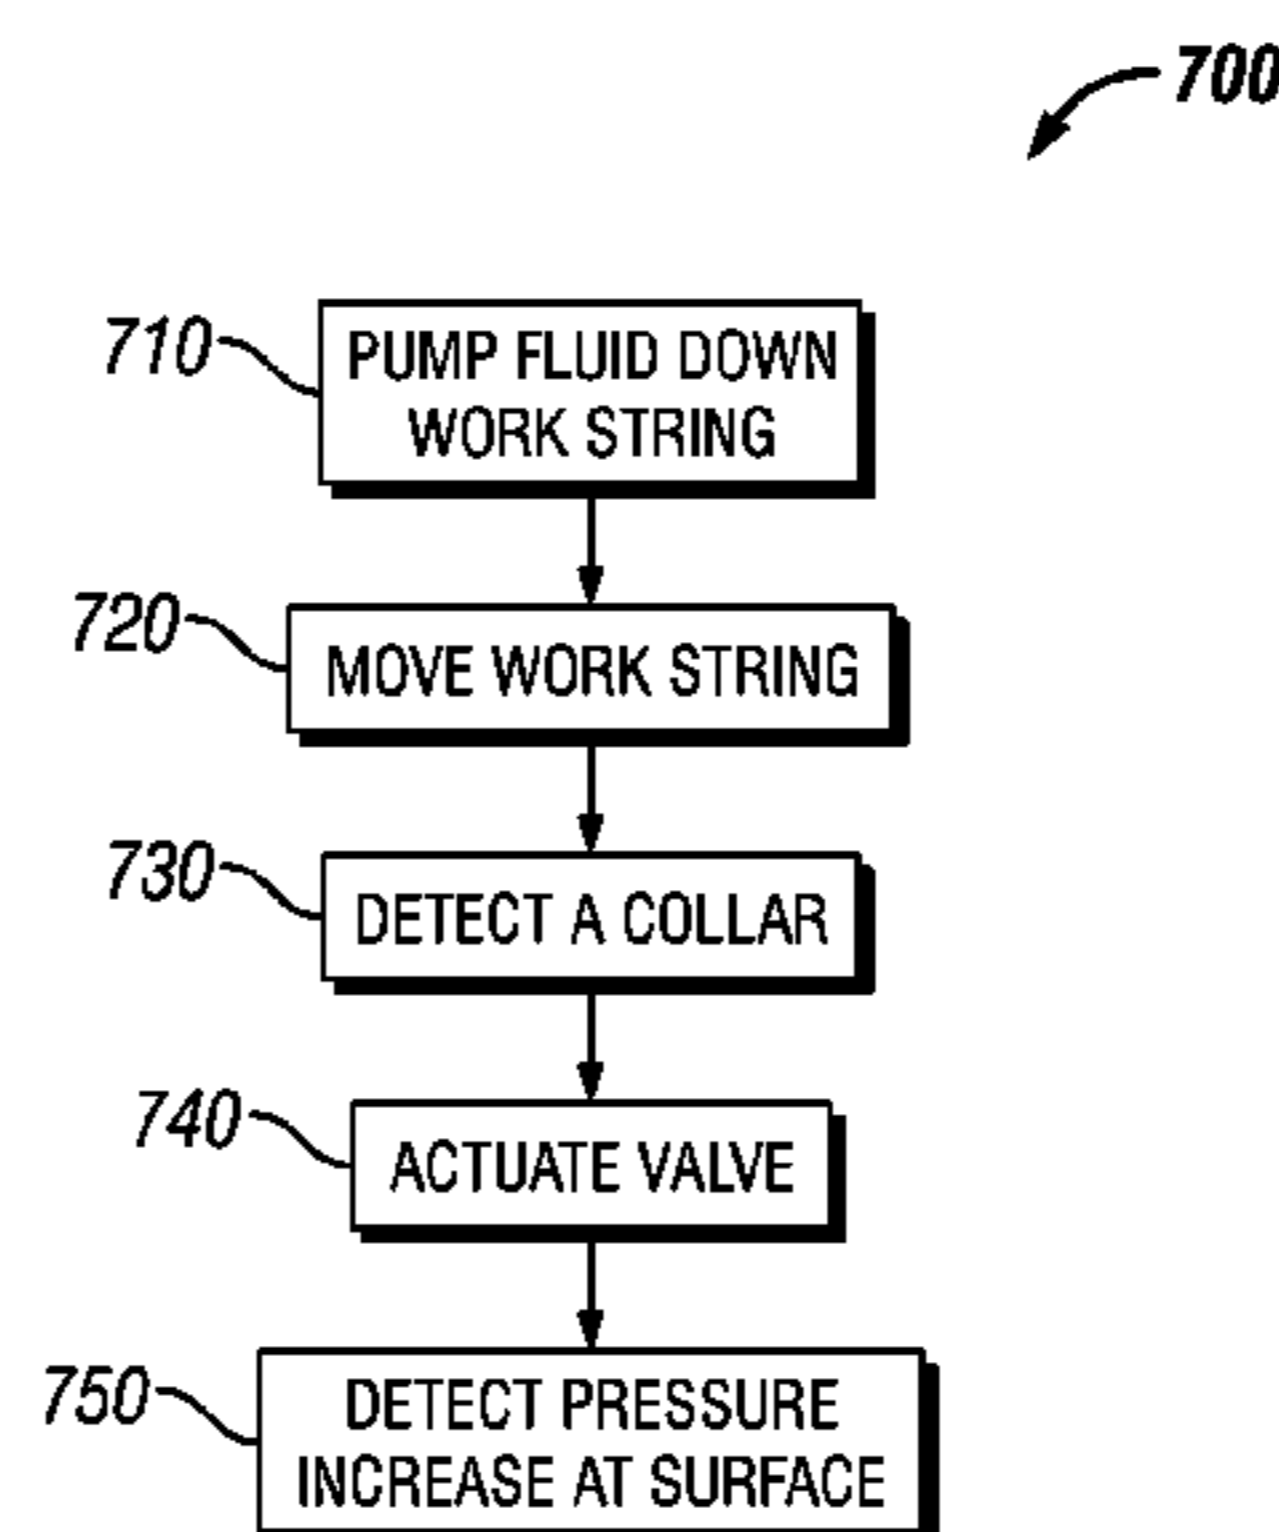 700
710
PUMP FLUID DOWN
WORK STRING
720
MOVE WORK STRING
730
DETECT A COLLAR
740
ACTUATE VALVE
750
DETECT PRESSURE
INCREASE AT SURFACE